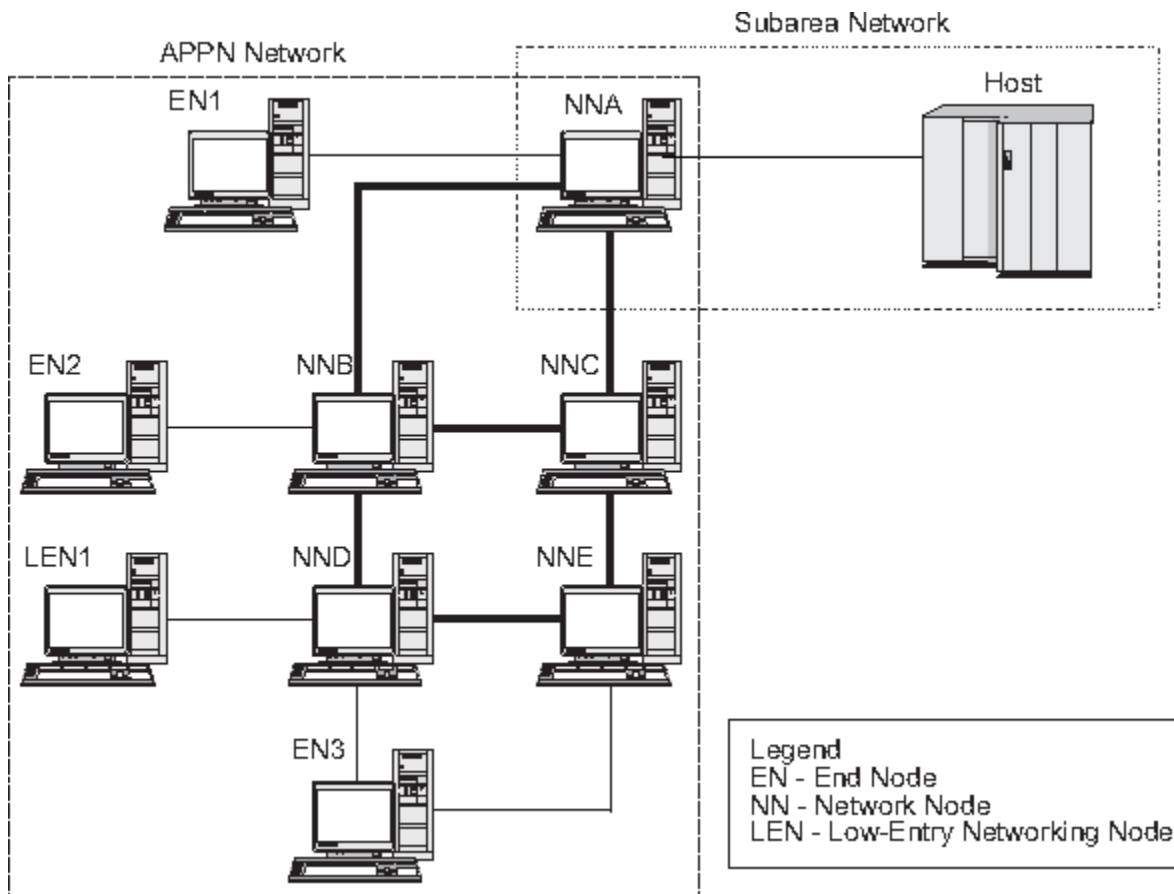 Subarea Network
APPN Network
EN1
NNA
Host
EN2
NNB
NNC
LEN1
NND
NNE
EN3
Legend
EN - End Node
NN - Network Node
LEN - Low-Entry Networking Node